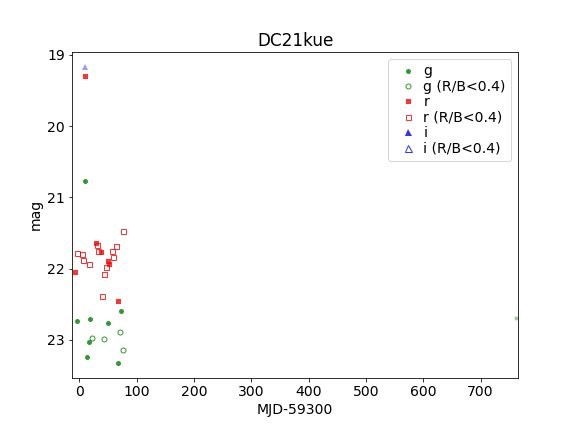 DC21kue
19
20
21
22
23
mag
g
g (R/B<0.4)
r
r (R/B<0.4)
i
i (R/B<0.4)
0 100 200 300 400 500 600 700
MJD-59300